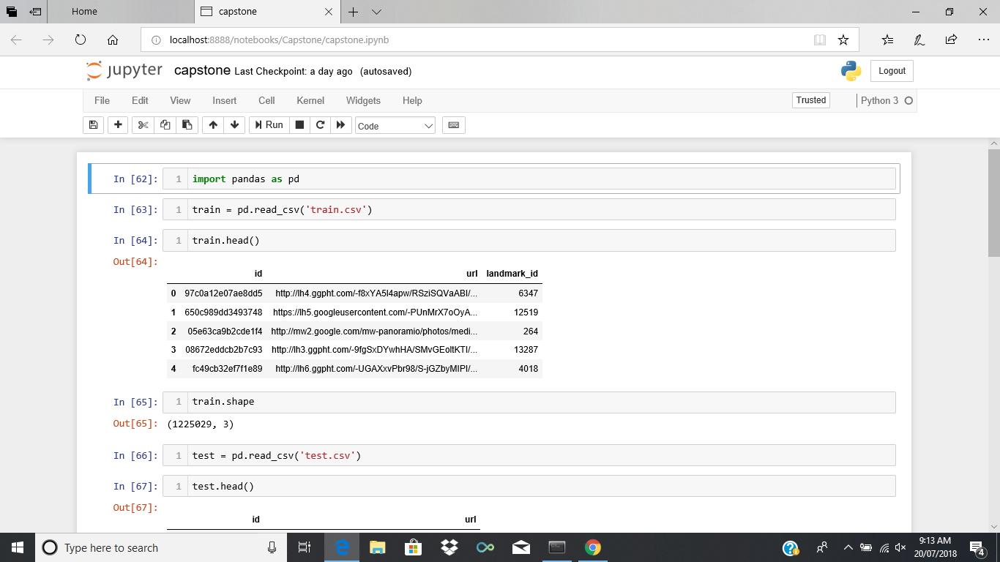 Home
capstone
localhost:8888/notebooks/Capstone/capstone.ipynb
jupyter capstone Last Checkpoint: a day ago (autosaved)
Logout
File Edit View Insert Cell Kernel Widgets Help
Trusted Python 3
Run Code
In [62]: 1 import pandas as pd
In [63]: 1 train = pd.read_csv('train.csv')
In [64]: 1 train.head()
Out[64]:
id url landmark_id
0 97c0a12e07ae8dd5 http://lh4.ggpht.com/-f8xYA5l4apw/RSziSQVaABI/... 6347
1 650c989dd3493748 https://lh5.googleusercontent.com/-PUnMrX7oOyA... 12519
2 05e63ca9b2cde1f4 http://mw2.google.com/mw-panoramio/photos/medi... 264
3 08672eddcb2b7c93 http://lh3.ggpht.com/-9fgSxDYwhHA/SMvGEoltKTI/... 13287
4 fc49cb32ef7f1e89 http://lh6.ggpht.com/-UGAXxvPbr98/S-jGZbyMIPI/... 4018
In [65]: 1 train.shape
Out[65]: (1225029, 3)
In [66]: 1 test = pd.read_csv('test.csv')
In [67]: 1 test.head()
Out[67]:
id url
Type here to search
9:13 AM
20/07/2018
4